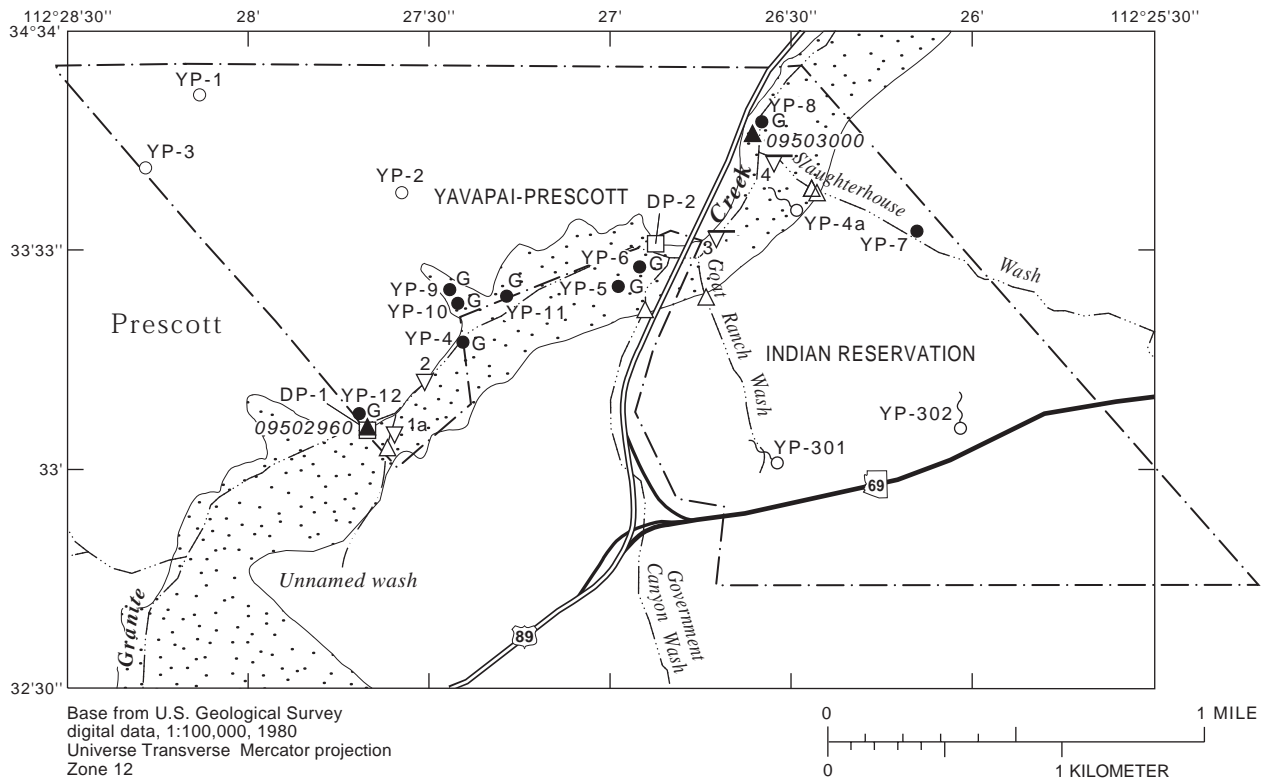 112°28'30''
28'
27'30''
27'
26'30''
26'
112°25'30''
34°34'
YP-1
YP-8
G
09503000
YP-3
YP-2
4
Slaughterhouse
YAVAPAI-PRESCOTT
DP-2
Creek
YP-4a
33'33''
YP-7
3
YP-6
G
Wash
G
YP-9
YP-5
G
Goat
G
YP-10
YP-11
Ranch
Prescott
YP-4
G
INDIAN RESERVATION
2
Wash
DP-1
YP-12
G
YP-302
09502960
1a
YP-301
33'
69
Unnamed wash
Granite
Government
Canyon Wash
89
32'30''
Base from U.S. Geological Survey
digital data, 1:100,000, 1980
Universe Transverse Mercator projection
Zone 12
0
1 MILE
0
1 KILOMETER